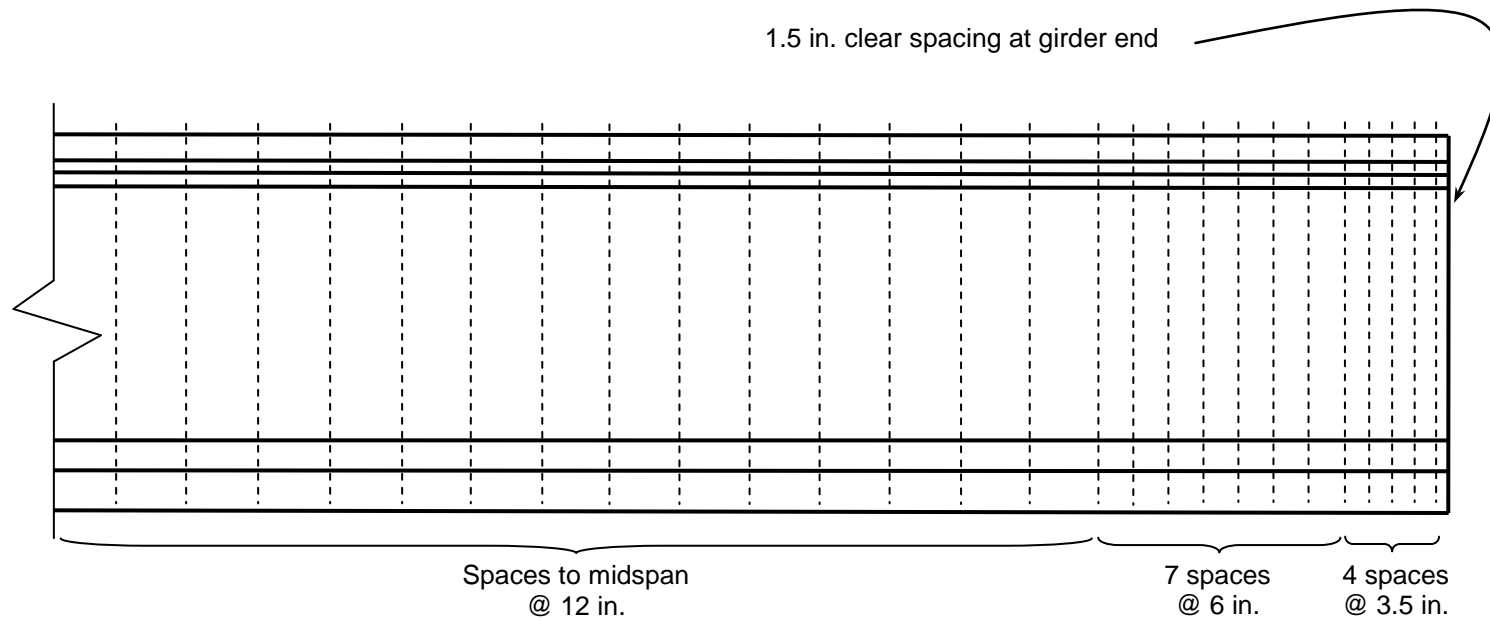 1.5 in. clear spacing at girder end
Spaces to midspan
@ 12 in.
7 spaces
@ 6 in.
4 spaces
@ 3.5 in.